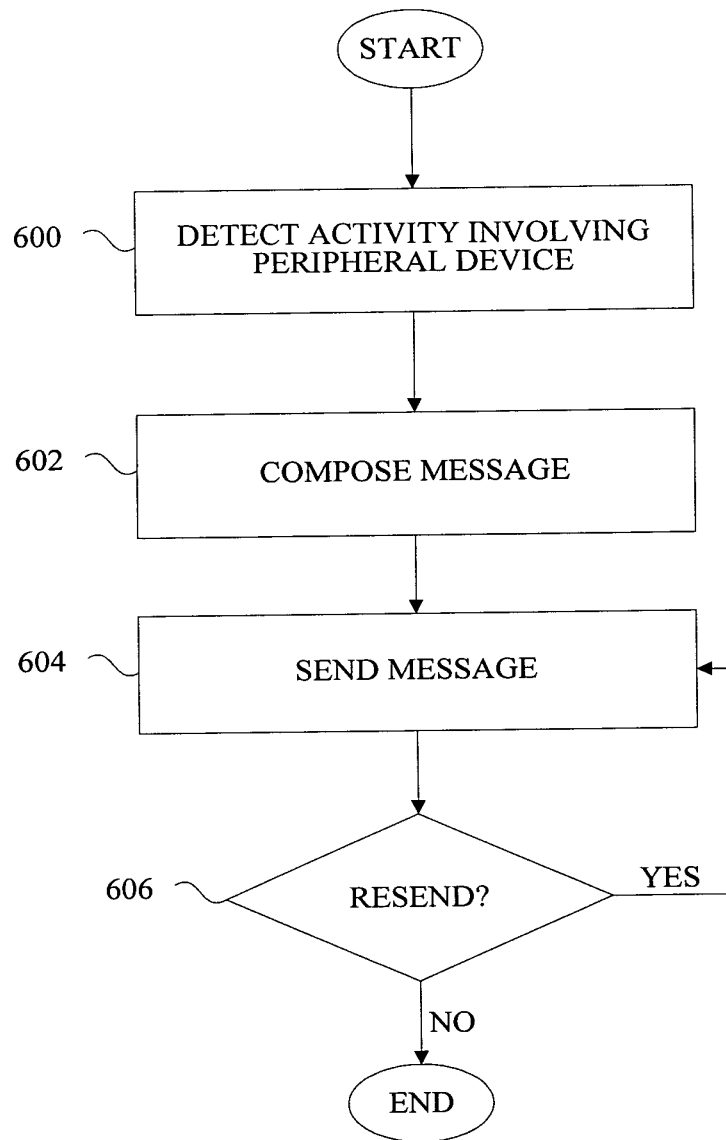 START
600
DETECT ACTIVITY INVOLVING
PERIPHERAL DEVICE
602
COMPOSE MESSAGE
604
SEND MESSAGE
606
RESEND?
YES
NO
END